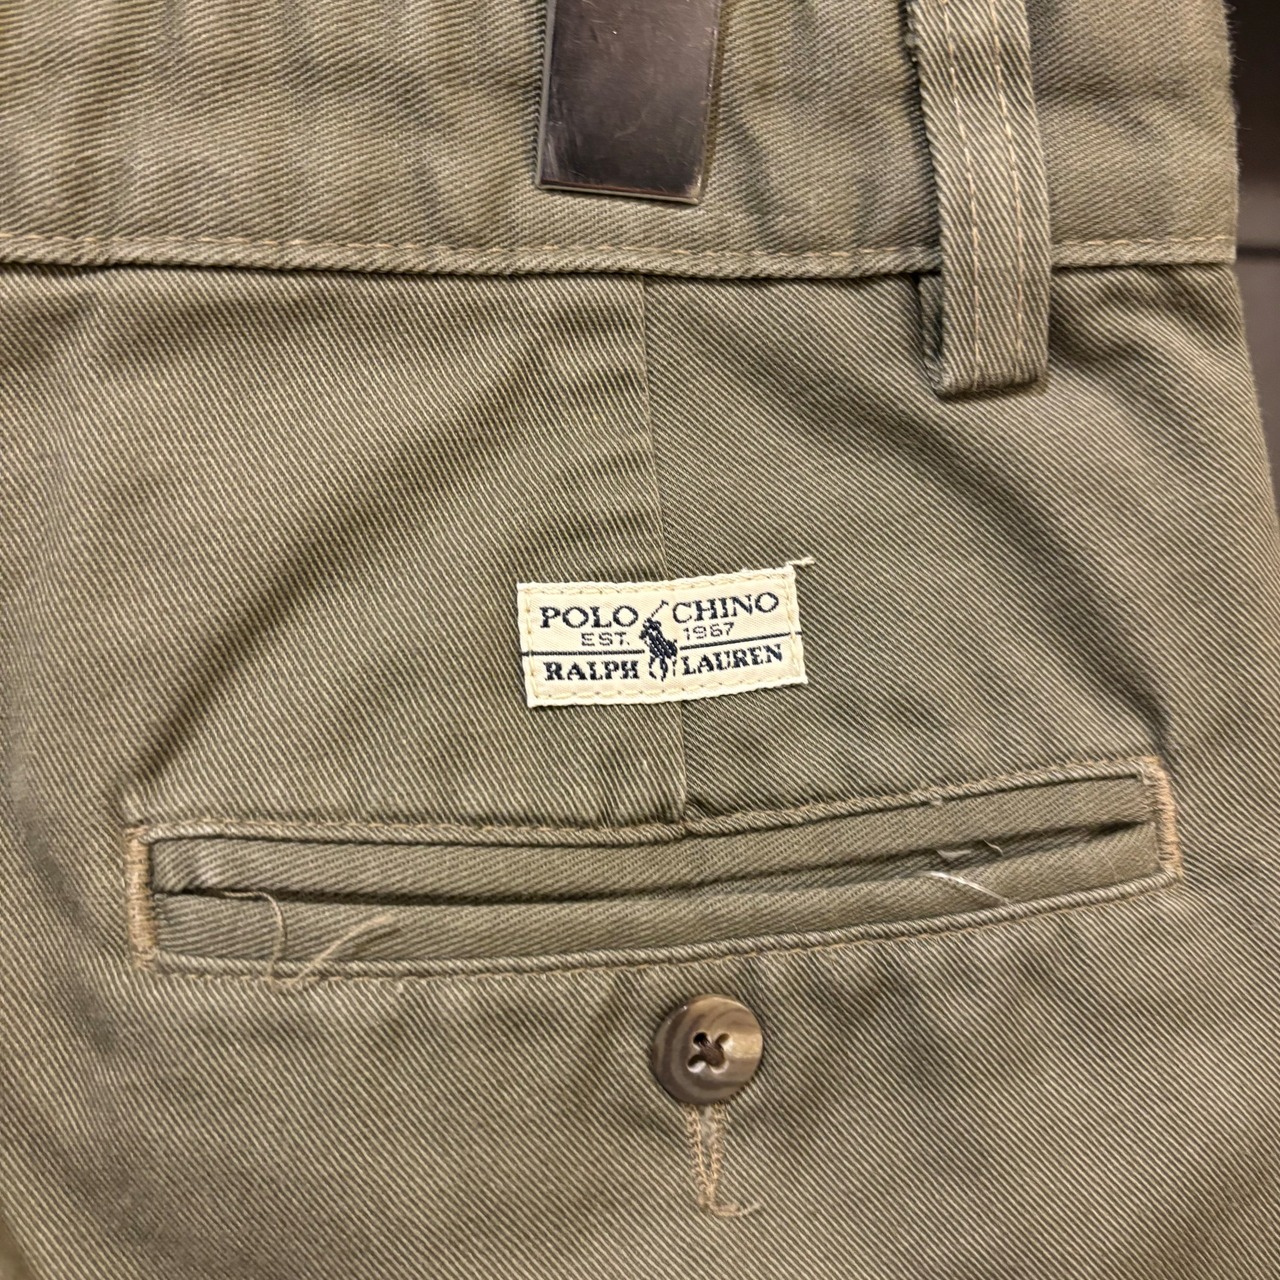 POLO CHINO
EST. 1967
RALPH LAUREN